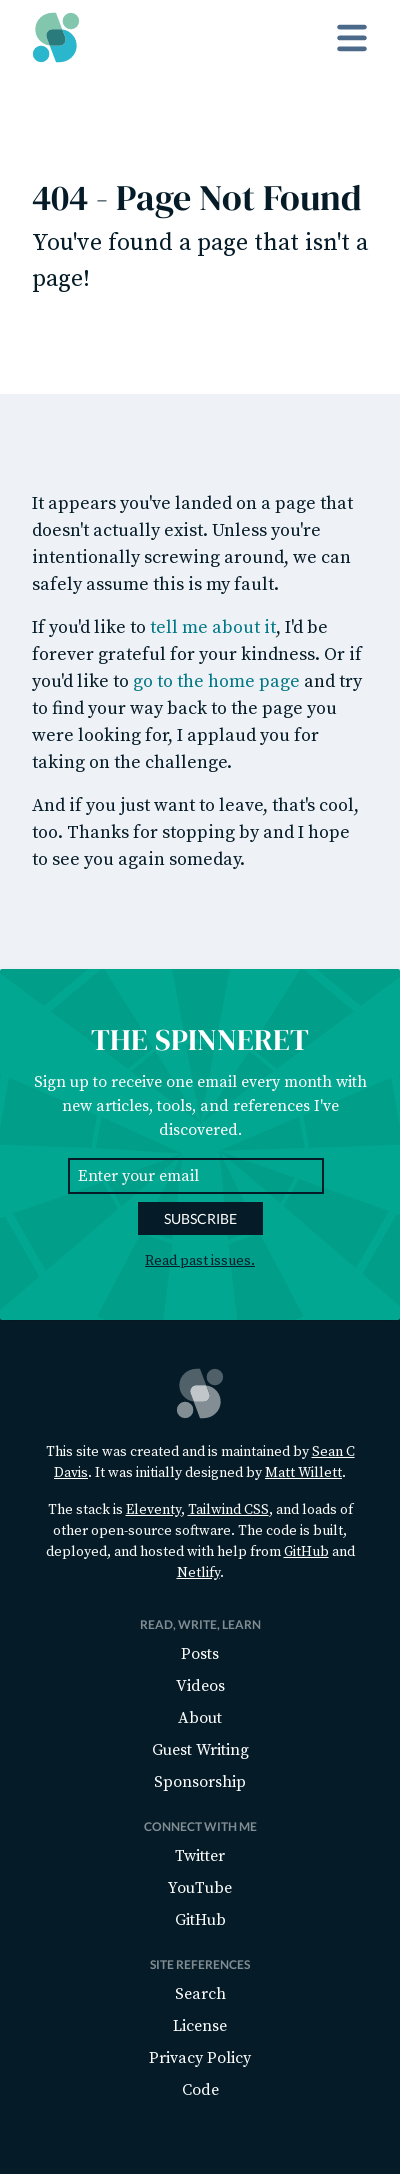 404 - Page Not Found
You've found a page that isn't a
page!
It appears you've landed on a page that
doesn't actually exist. Unless you're
intentionally screwing around, we can
safely assume this is my fault.
If you'd like to tell me about it, I'd be
forever grateful for your kindness. Or if
you'd like to go to the home page and try
to find your way back to the page you
were looking for, I applaud you for
taking on the challenge.
And if you just want to leave, that's cool,
too. Thanks for stopping by and I hope
to see you again someday.
THE SPINNERET
Sign up to receive one email every month with
new articles, tools, and references I've
discovered.
Enter your email
SUBSCRIBE
Read past issues.
This site was created and is maintained by Sean C
Davis. It was initially designed by Matt Willett.
The stack is Eleventy, Tailwind CSS, and loads of
other open-source software. The code is built,
deployed, and hosted with help from GitHub and
Netlify.
READ, WRITE, LEARN
Posts
Videos
About
Guest Writing
Sponsorship
CONNECT WITH ME
Twitter
YouTube
GitHub
SITE REFERENCES
Search
License
Privacy Policy
Code